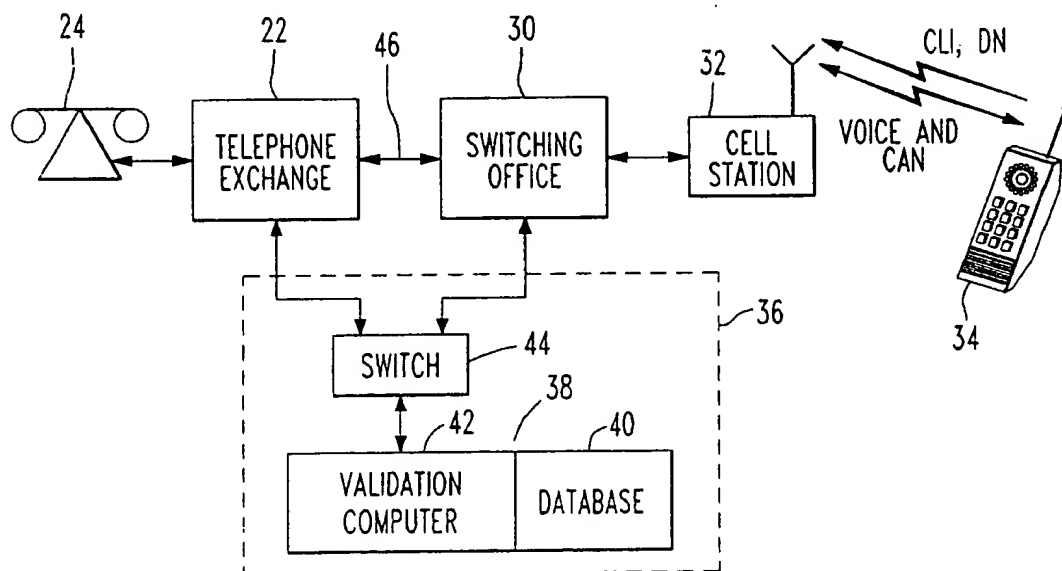 24
22
46
30
32
CLI, DN
TELEPHONE
EXCHANGE
SWITCHING
OFFICE
CELL
STATION
VOICE AND
CAN
34
36
SWITCH
44
38
42
40
VALIDATION
COMPUTER
DATABASE